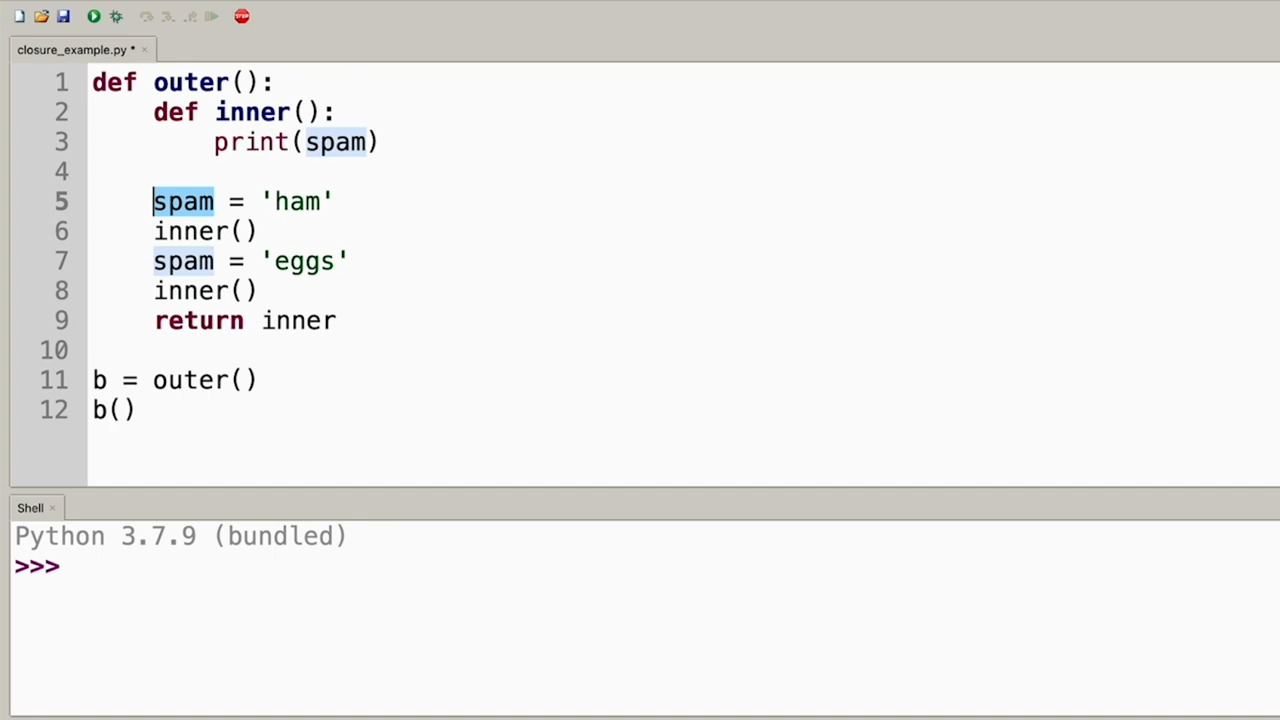 STOP
closure_example.py * ×
1 def outer():
2     def inner():
3         print(spam)
4
5     spam = 'ham'
6     inner()
7     spam = 'eggs'
8     inner()
9     return inner
10
11 b = outer()
12 b()
Shell ×
Python 3.7.9 (bundled)
>>>